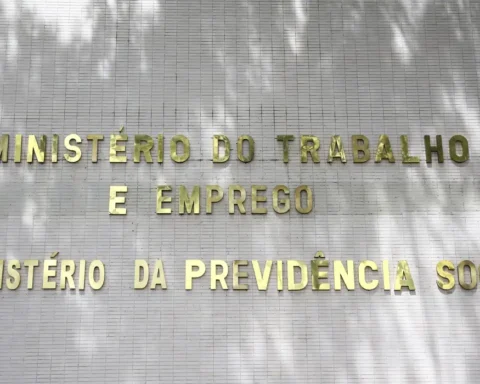 MINISTÉRIO DO TRABALHO
E EMPREGO
ISTÉRIO DA PREVIDÊNCIA SO